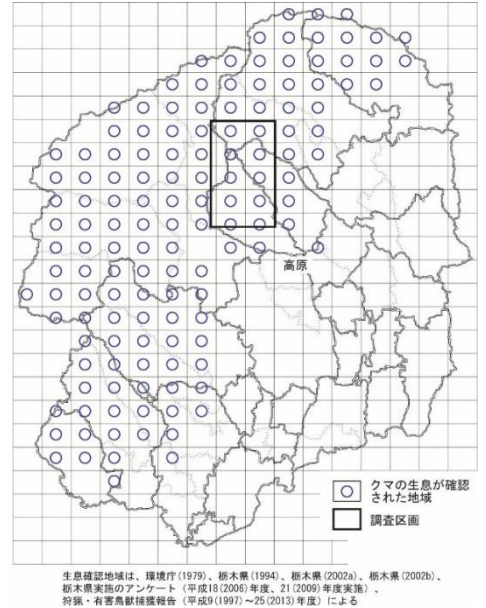 高原
クマの生息が確認
された地域
調査区画
生息確認地域は、環境庁(1979)、栃木県(1994)、栃木県(2002a)、栃木県(2002b)、
栃木県実施のアンケート(平成18(2006)年度、21(2009)年度実施)、
狩猟・有害鳥獣捕獲報告(平成9(1997)~25(2013)年度)による